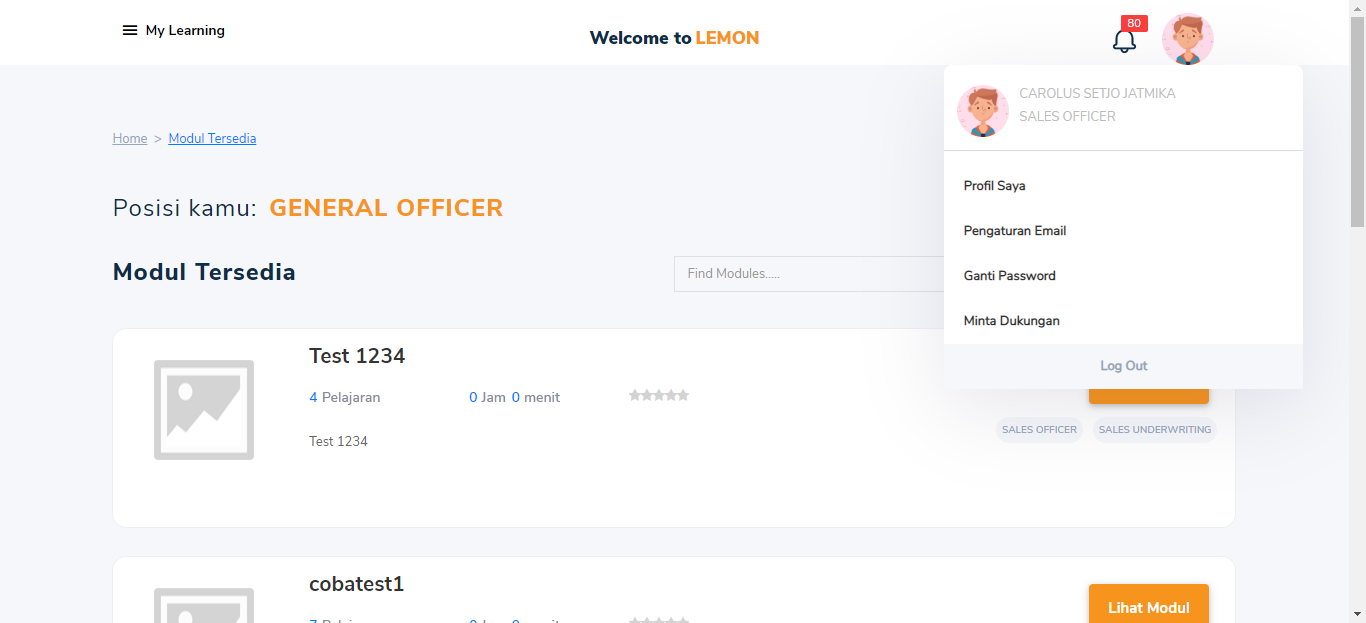 My Learning
Welcome to LEMON
80
CAROLUS SETJO JATMIKA
SALES OFFICER
Profil Saya
Pengaturan Email
Ganti Password
Minta Dukungan
Log Out
Home > Modul Tersedia
Posisi kamu: GENERAL OFFICER
Modul Tersedia
Find Modules.....
Test 1234
4 Pelajaran 0 Jam 0 menit
Test 1234
SALES OFFICER SALES UNDERWRITING
cobatest1
Lihat Modul